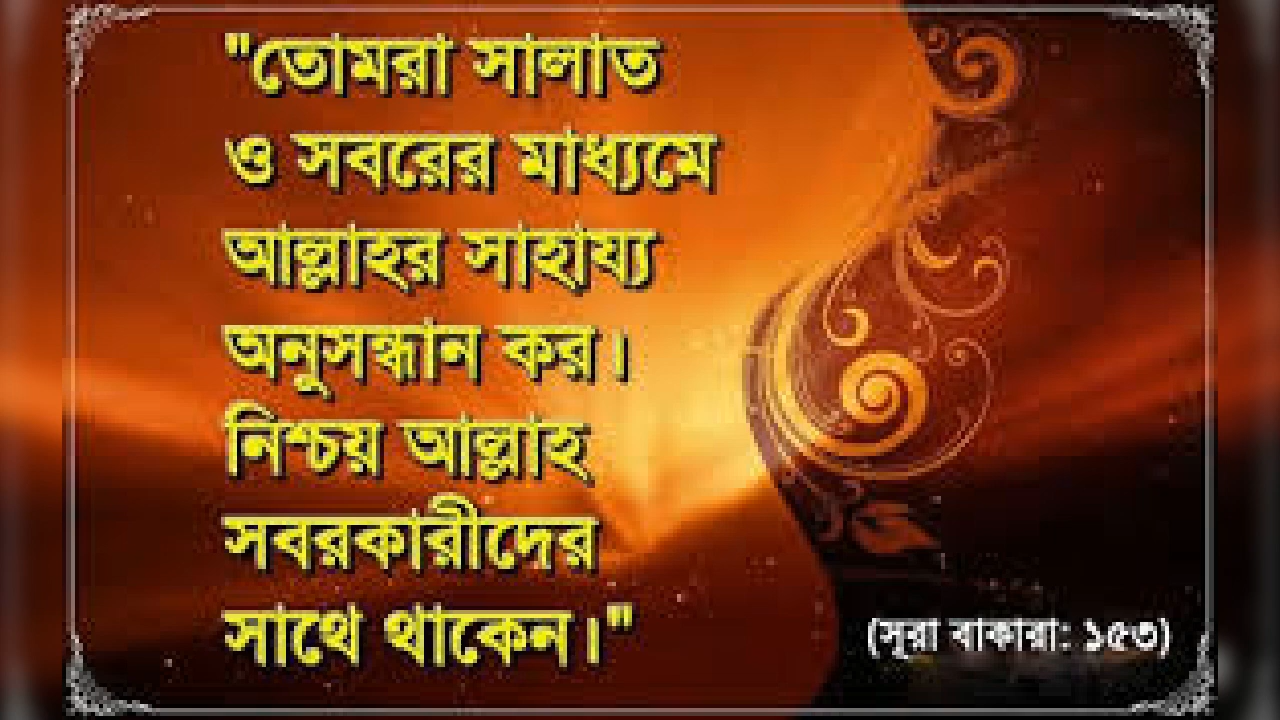 "তোমরা সালাত
ও সবরের মাধ্যমে
আল্লাহর সাহায্য
অনুসন্ধান কর।
নিশ্চয় আল্লাহ
সবরকারীদের
সাথে থাকেন।"
(সূরা বাকারা: ১৫৩)